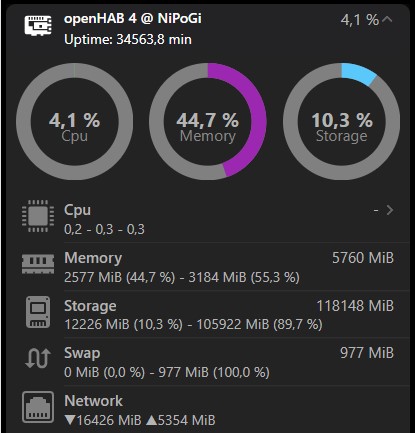 openHAB 4 @ NiPoGi
4,1 %
Uptime: 34563,8 min
4,1 %
Cpu
44,7 %
Memory
10,3 %
Storage
Cpu
-
0,2 - 0,3 - 0,3
Memory
5760 MiB
2577 MiB (44,7 %) - 3184 MiB (55,3 %)
Storage
118148 MiB
12226 MiB (10,3 %) - 105922 MiB (89,7 %)
Swap
977 MiB
0 MiB (0,0 %) - 977 MiB (100,0 %)
Network
▼16426 MiB ▲5354 MiB